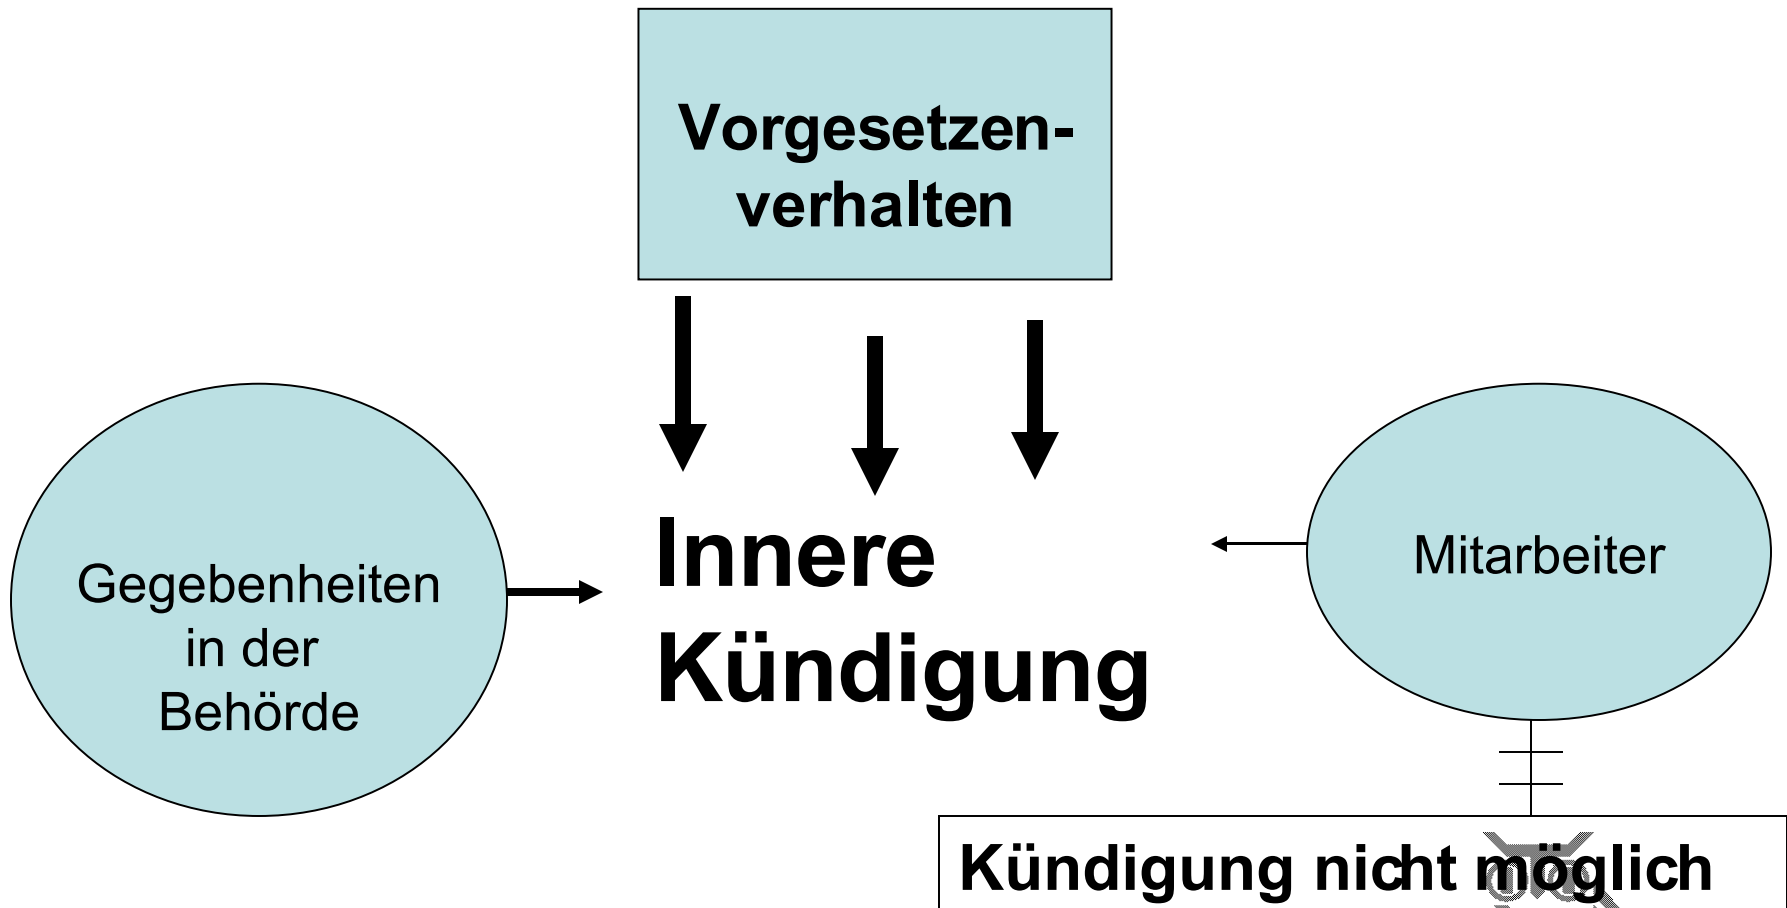 Vorgesetzen-
verhalten
Innere
Kündigung
Gegebenheiten
in der
Behörde
Mitarbeiter
Kündigung nicht möglich